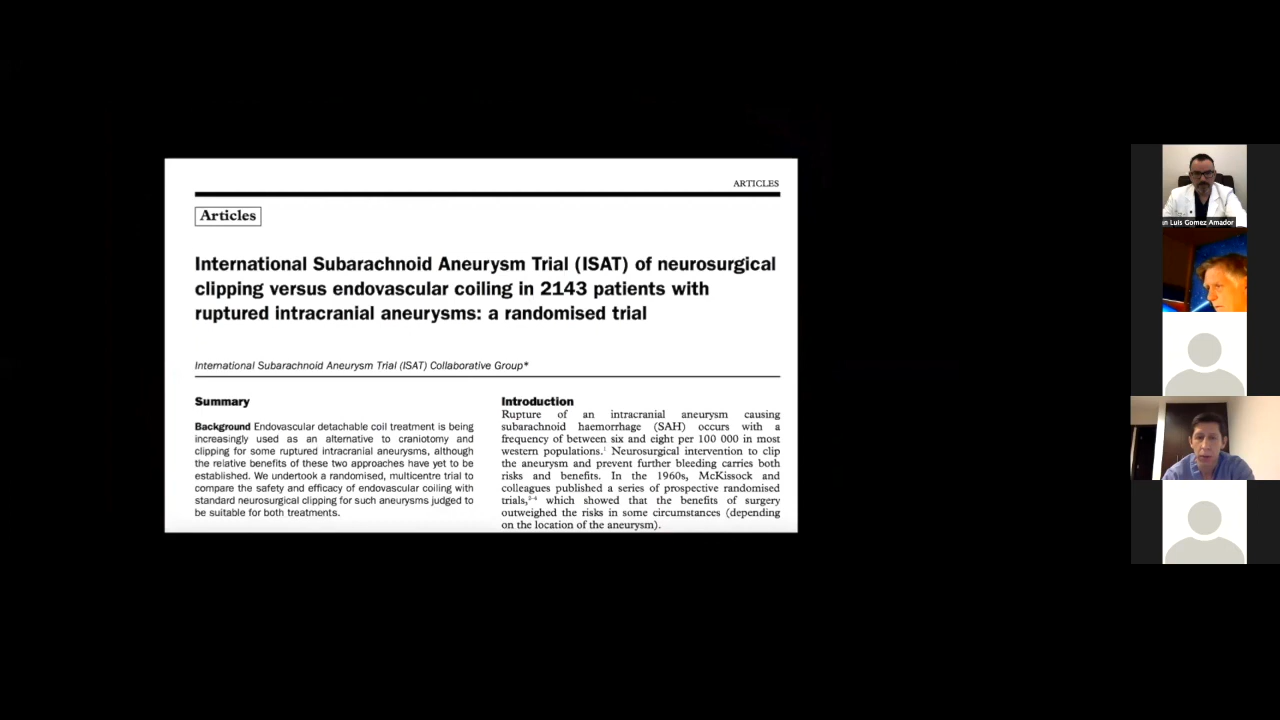 ARTICLES
Articles
International Subarachnoid Aneurysm Trial (ISAT) of neurosurgical
clipping versus endovascular coiling in 2143 patients with
ruptured intracranial aneurysms: a randomised trial
International Subarachnoid Aneurysm Trial (ISAT) Collaborative Group*
Summary
Background Endovascular detachable coil treatment is being
increasingly used as an alternative to craniotomy and
clipping for some ruptured intracranial aneurysms, although
the relative benefits of these two approaches have yet to be
established. We undertook a randomised, multicentre trial to
compare the safety and efficacy of endovascular coiling with
standard neurosurgical clipping for such aneurysms judged to
be suitable for both treatments.
Introduction
Rupture of an intracranial aneurysm causing
subarachnoid haemorrhage (SAH) occurs with a
frequency of between six and eight per 100 000 in most
western populations.¹ Neurosurgical intervention to clip
the aneurysm and prevent further bleeding carries both
risks and benefits. In the 1960s, McKissock and
colleagues published a series of prospective randomised
trials, which showed that the benefits of surgery
outweighed the risks in some circumstances (depending
on the location of the aneurysm).
Luis Gomez Amador